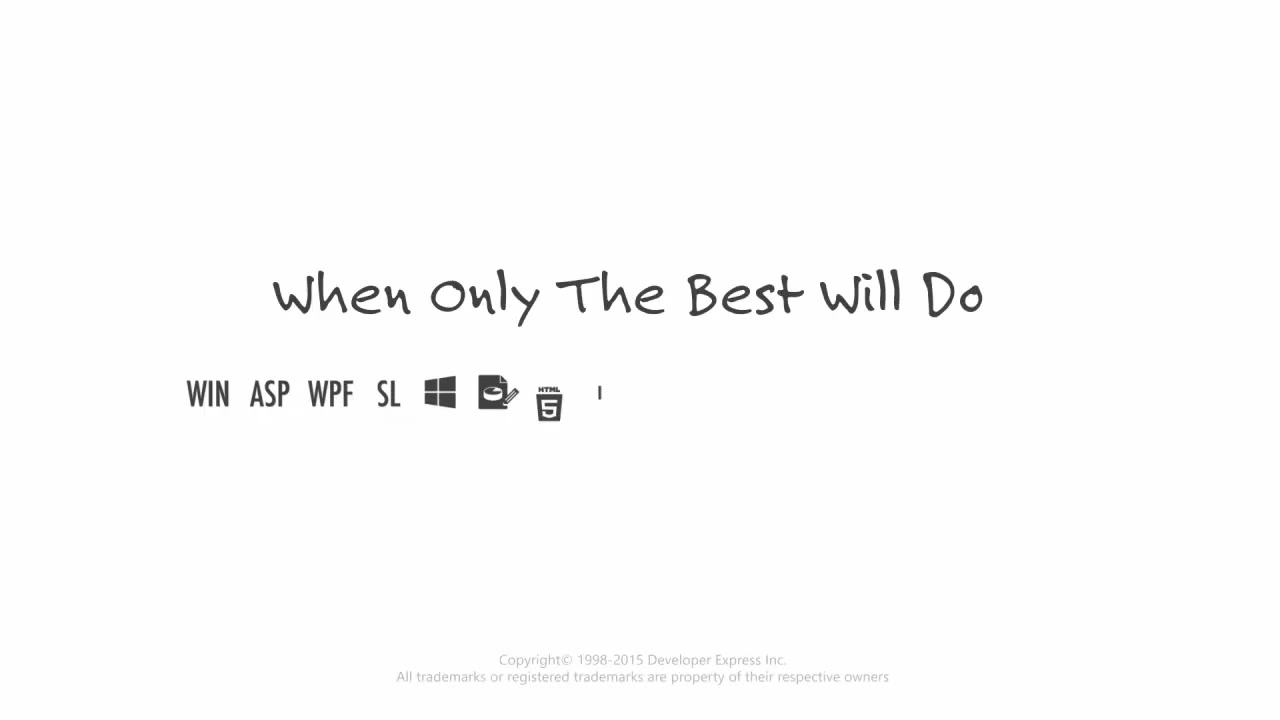 When Only The Best Will Do
WIN ASP WPF SL HTML 5
Copyright© 1998-2015 Developer Express Inc.
All trademarks or registered trademarks are property of their respective owners